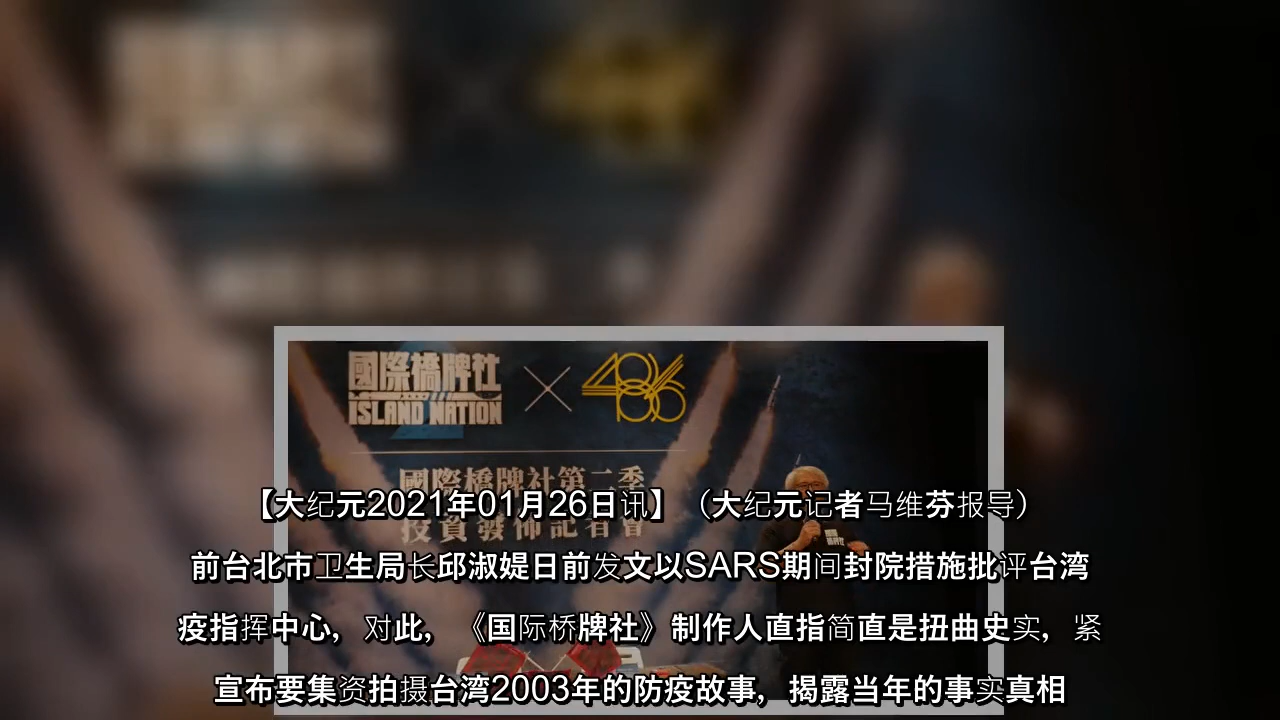 國際橋牌社
ISLAND NATION
486
國際橋牌社第二季
投資發佈記者會
【大纪元2021年01月26日讯】（大纪元记者马维芬报导）
前台北市卫生局长邱淑媞日前发文以SARS期间封院措施批评台湾
疫指挥中心，对此，《国际桥牌社》制作人直指简直是扭曲史实，紧
宣布要集资拍摄台湾2003年的防疫故事，揭露当年的事实真相